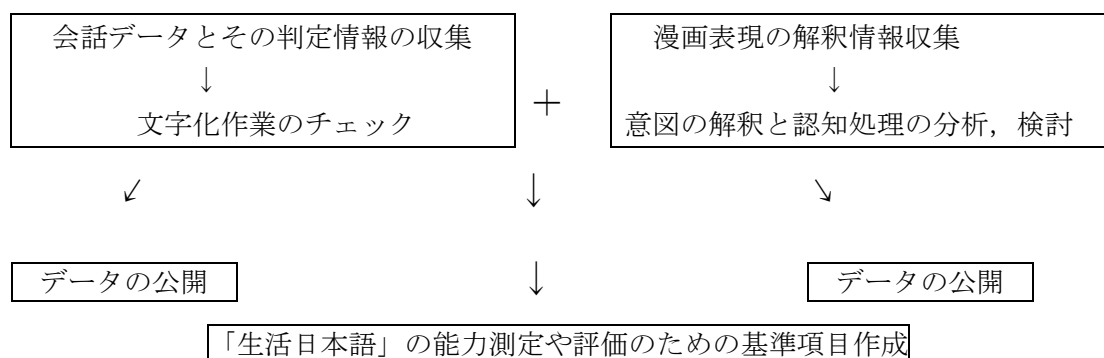 会話データとその判定情報の収集
↓
文字化作業のチェック
+
漫画表現の解釈情報収集
↓
意図の解釈と認知処理の分析，検討
↙ ↓ ↘
データの公開 ↓ データの公開
「生活日本語」の能力測定や評価のための基準項目作成